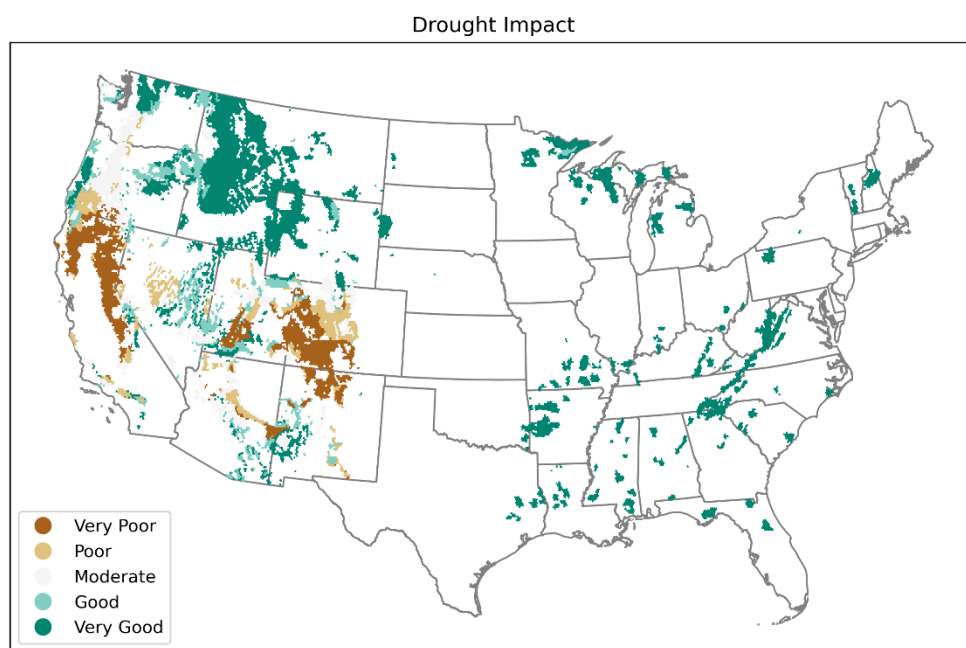 Drought Impact
Very Poor
Poor
Moderate
Good
Very Good